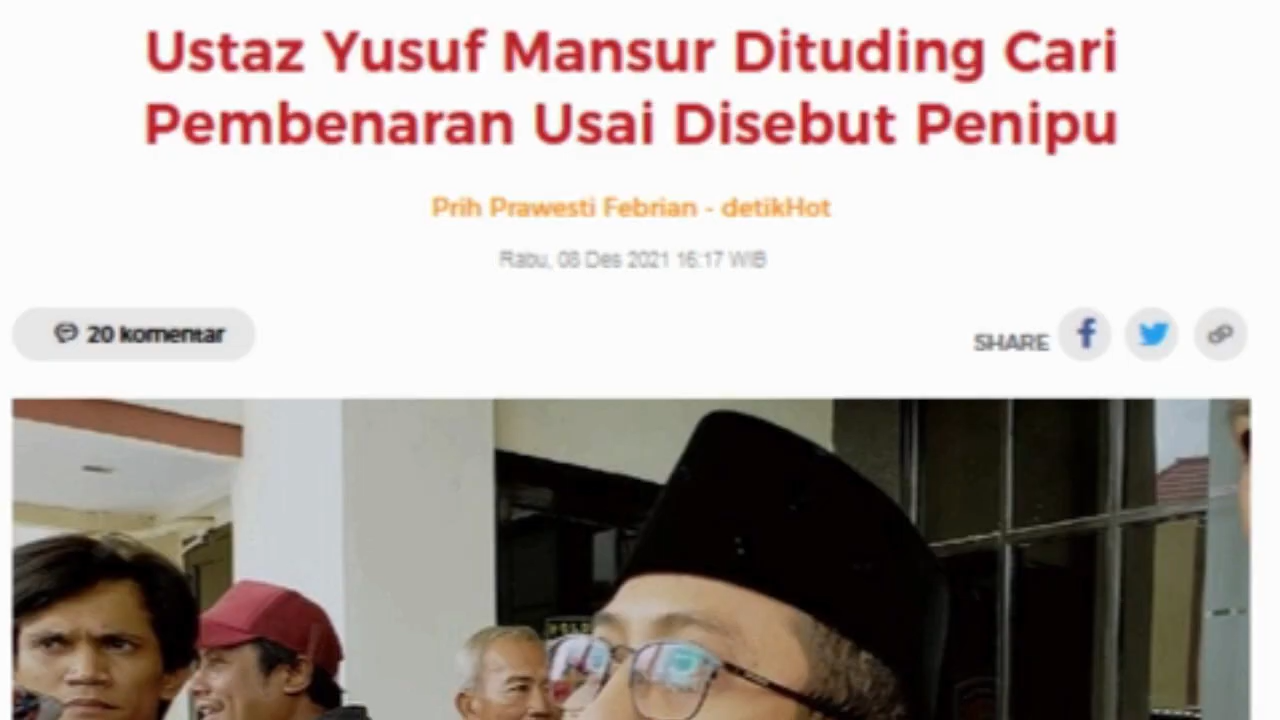 Ustaz Yusuf Mansur Dituding Cari
Pembenaran Usai Disebut Penipu
Prih Prawesti Febrian - detikHot
Rabu, 08 Des 2021 16:17 WIB
20 komentar
SHARE